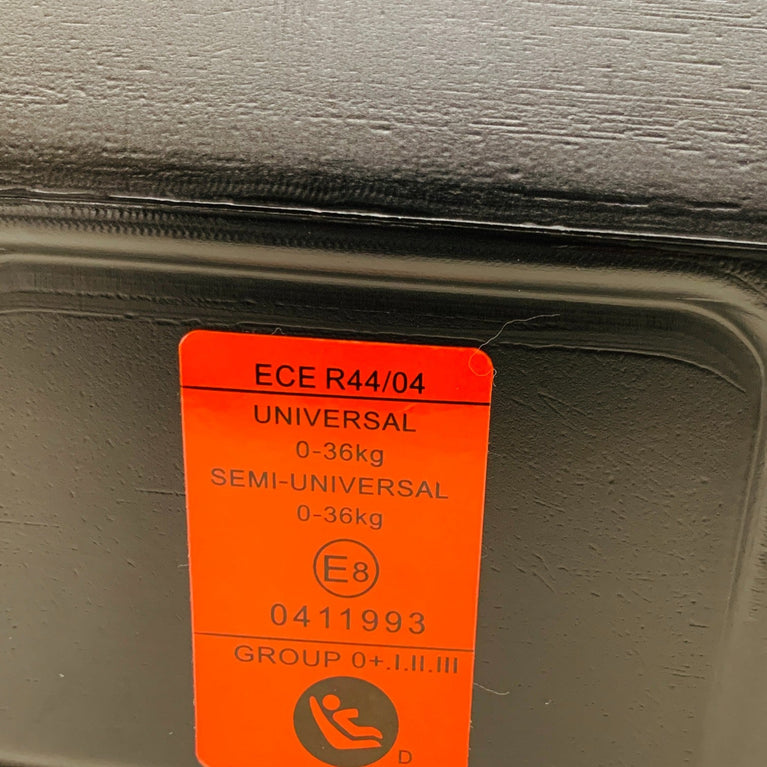 ECE R44/04
UNIVERSAL
0-36kg
SEMI-UNIVERSAL
0-36kg
E8
0411993
GROUP 0+.I.II.III
D